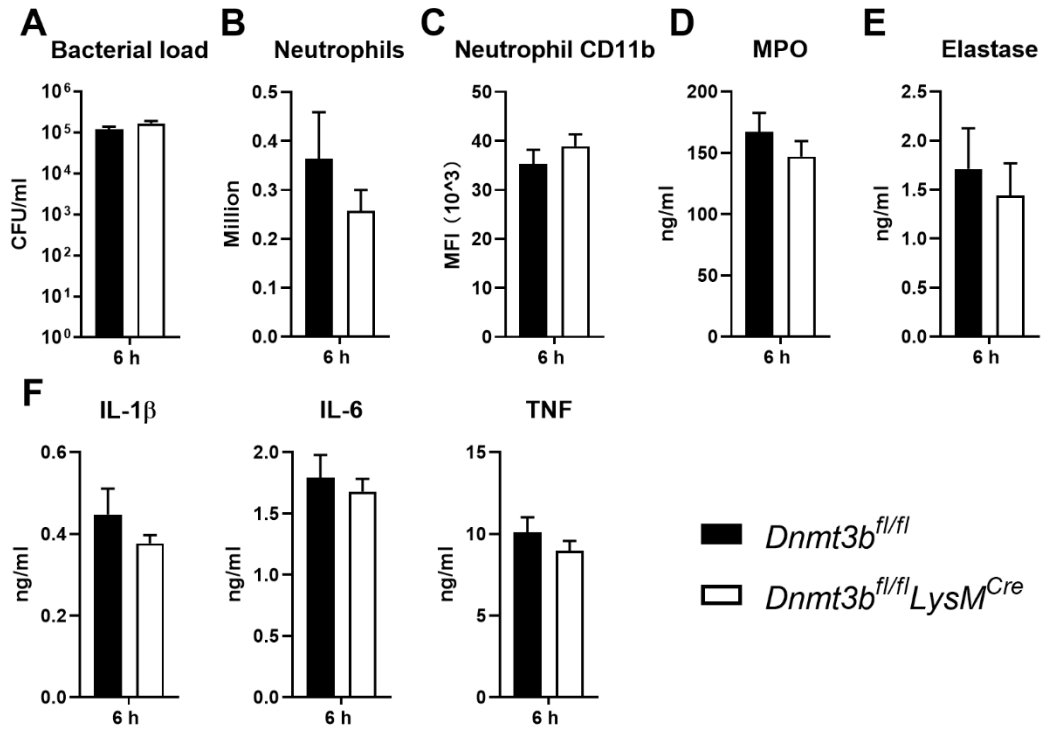 A
Bacterial load
CFU/ml
10^6
10^5
10^4
10^3
10^2
10^1
10^0
6 h
B
Neutrophils
Million
0.5
0.4
0.3
0.2
0.1
0.0
6 h
C
Neutrophil CD11b
MFI (10^3)
50
40
30
20
10
0
6 h
D
MPO
ng/ml
200
150
100
50
0
6 h
E
Elastase
ng/ml
2.5
2.0
1.5
1.0
0.5
0.0
6 h
F
IL-1β
ng/ml
0.6
0.4
0.2
0.0
6 h
IL-6
ng/ml
2.0
1.5
1.0
0.5
0.0
6 h
TNF
ng/ml
15
10
5
0
6 h
Dnmt3b^fl/fl
Dnmt3b^fl/fl LysM^Cre